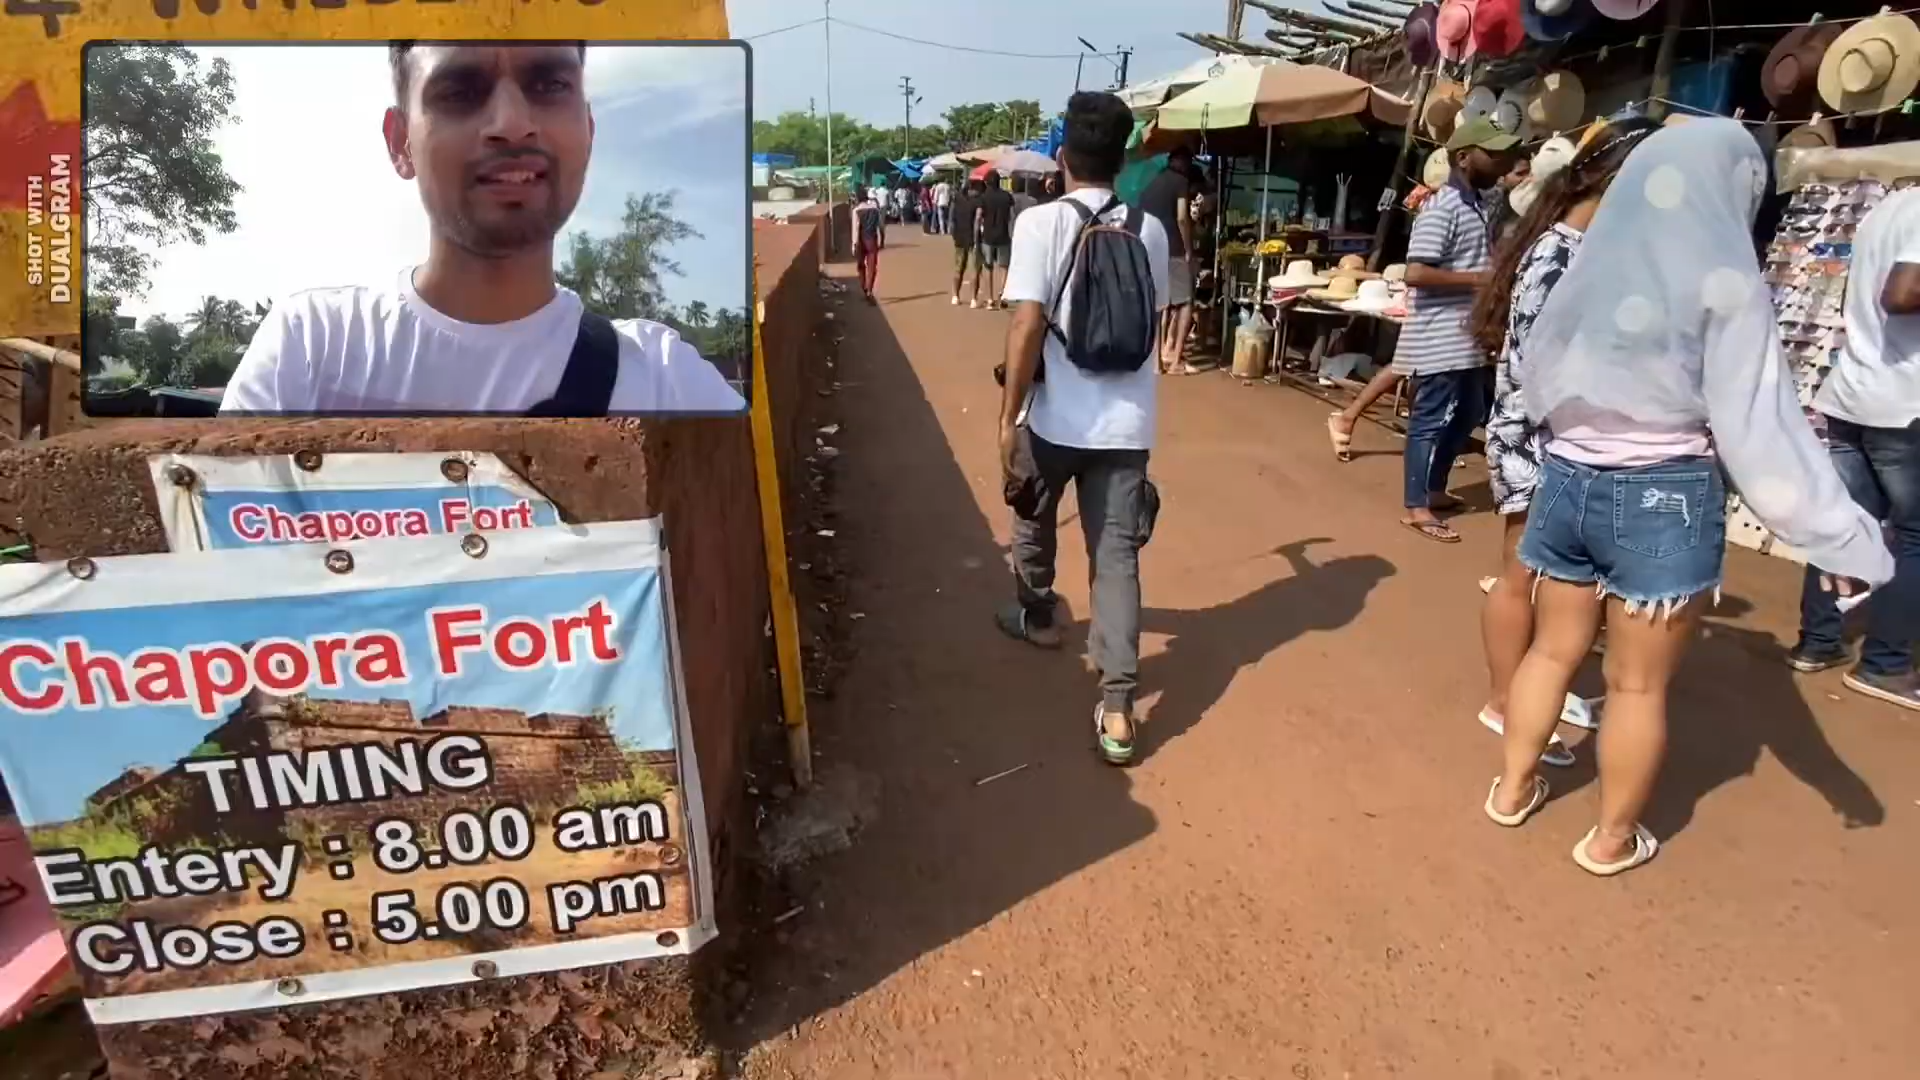 SHOT WITH
DUALGRAM
Chapora Fort
Chapora Fort
TIMING
Entery : 8.00 am
Close : 5.00 pm